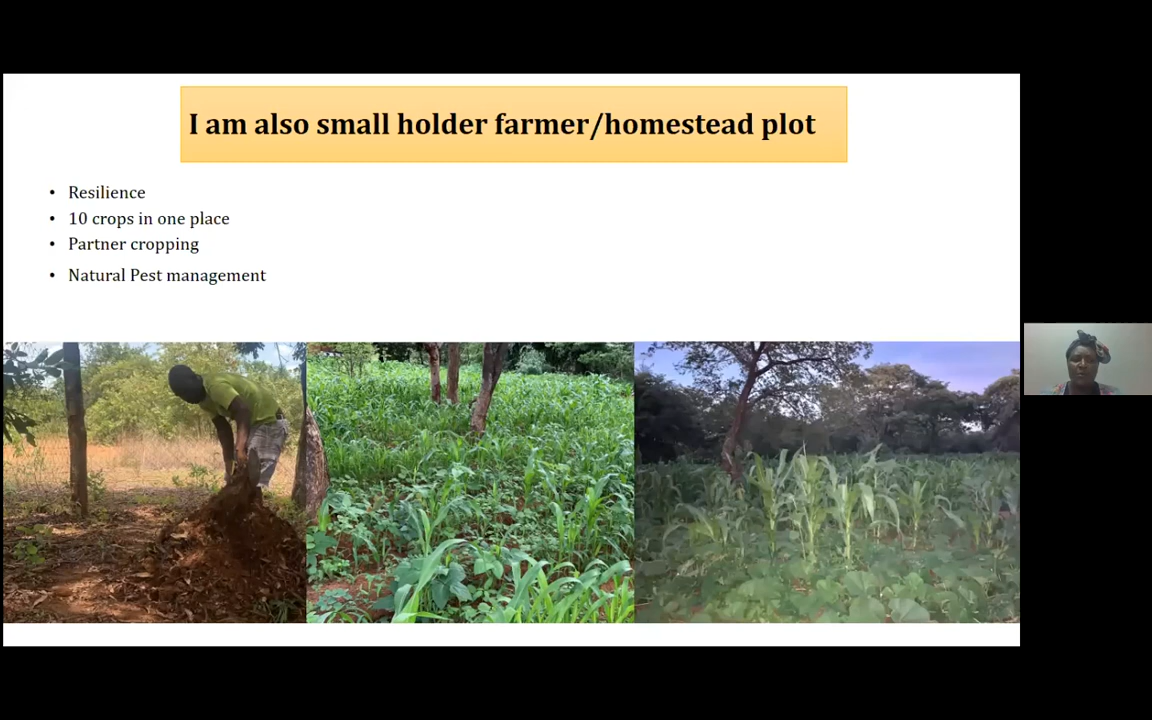 I am also small holder farmer/homestead plot
• Resilience
• 10 crops in one place
• Partner cropping
• Natural Pest management